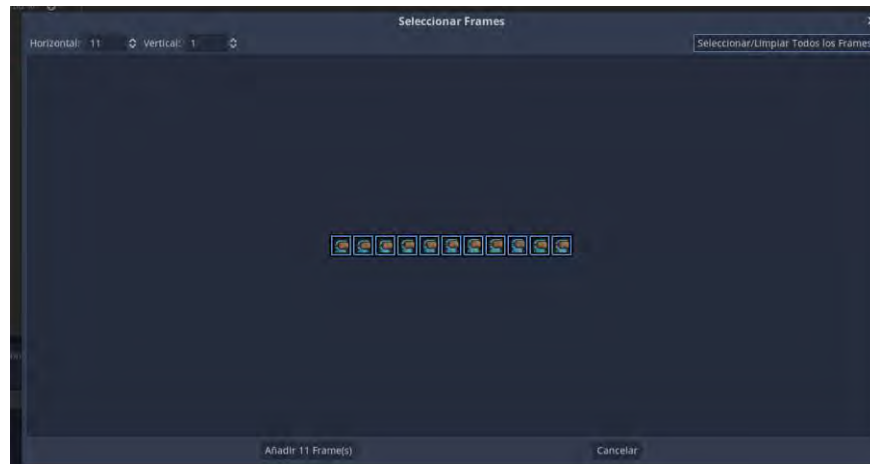 Seleccionar Frames
Horizontal: 11 Vertical: 1 Seleccionar/Limpiar Todos los Frames
Añadir 11 Frame(s) Cancelar